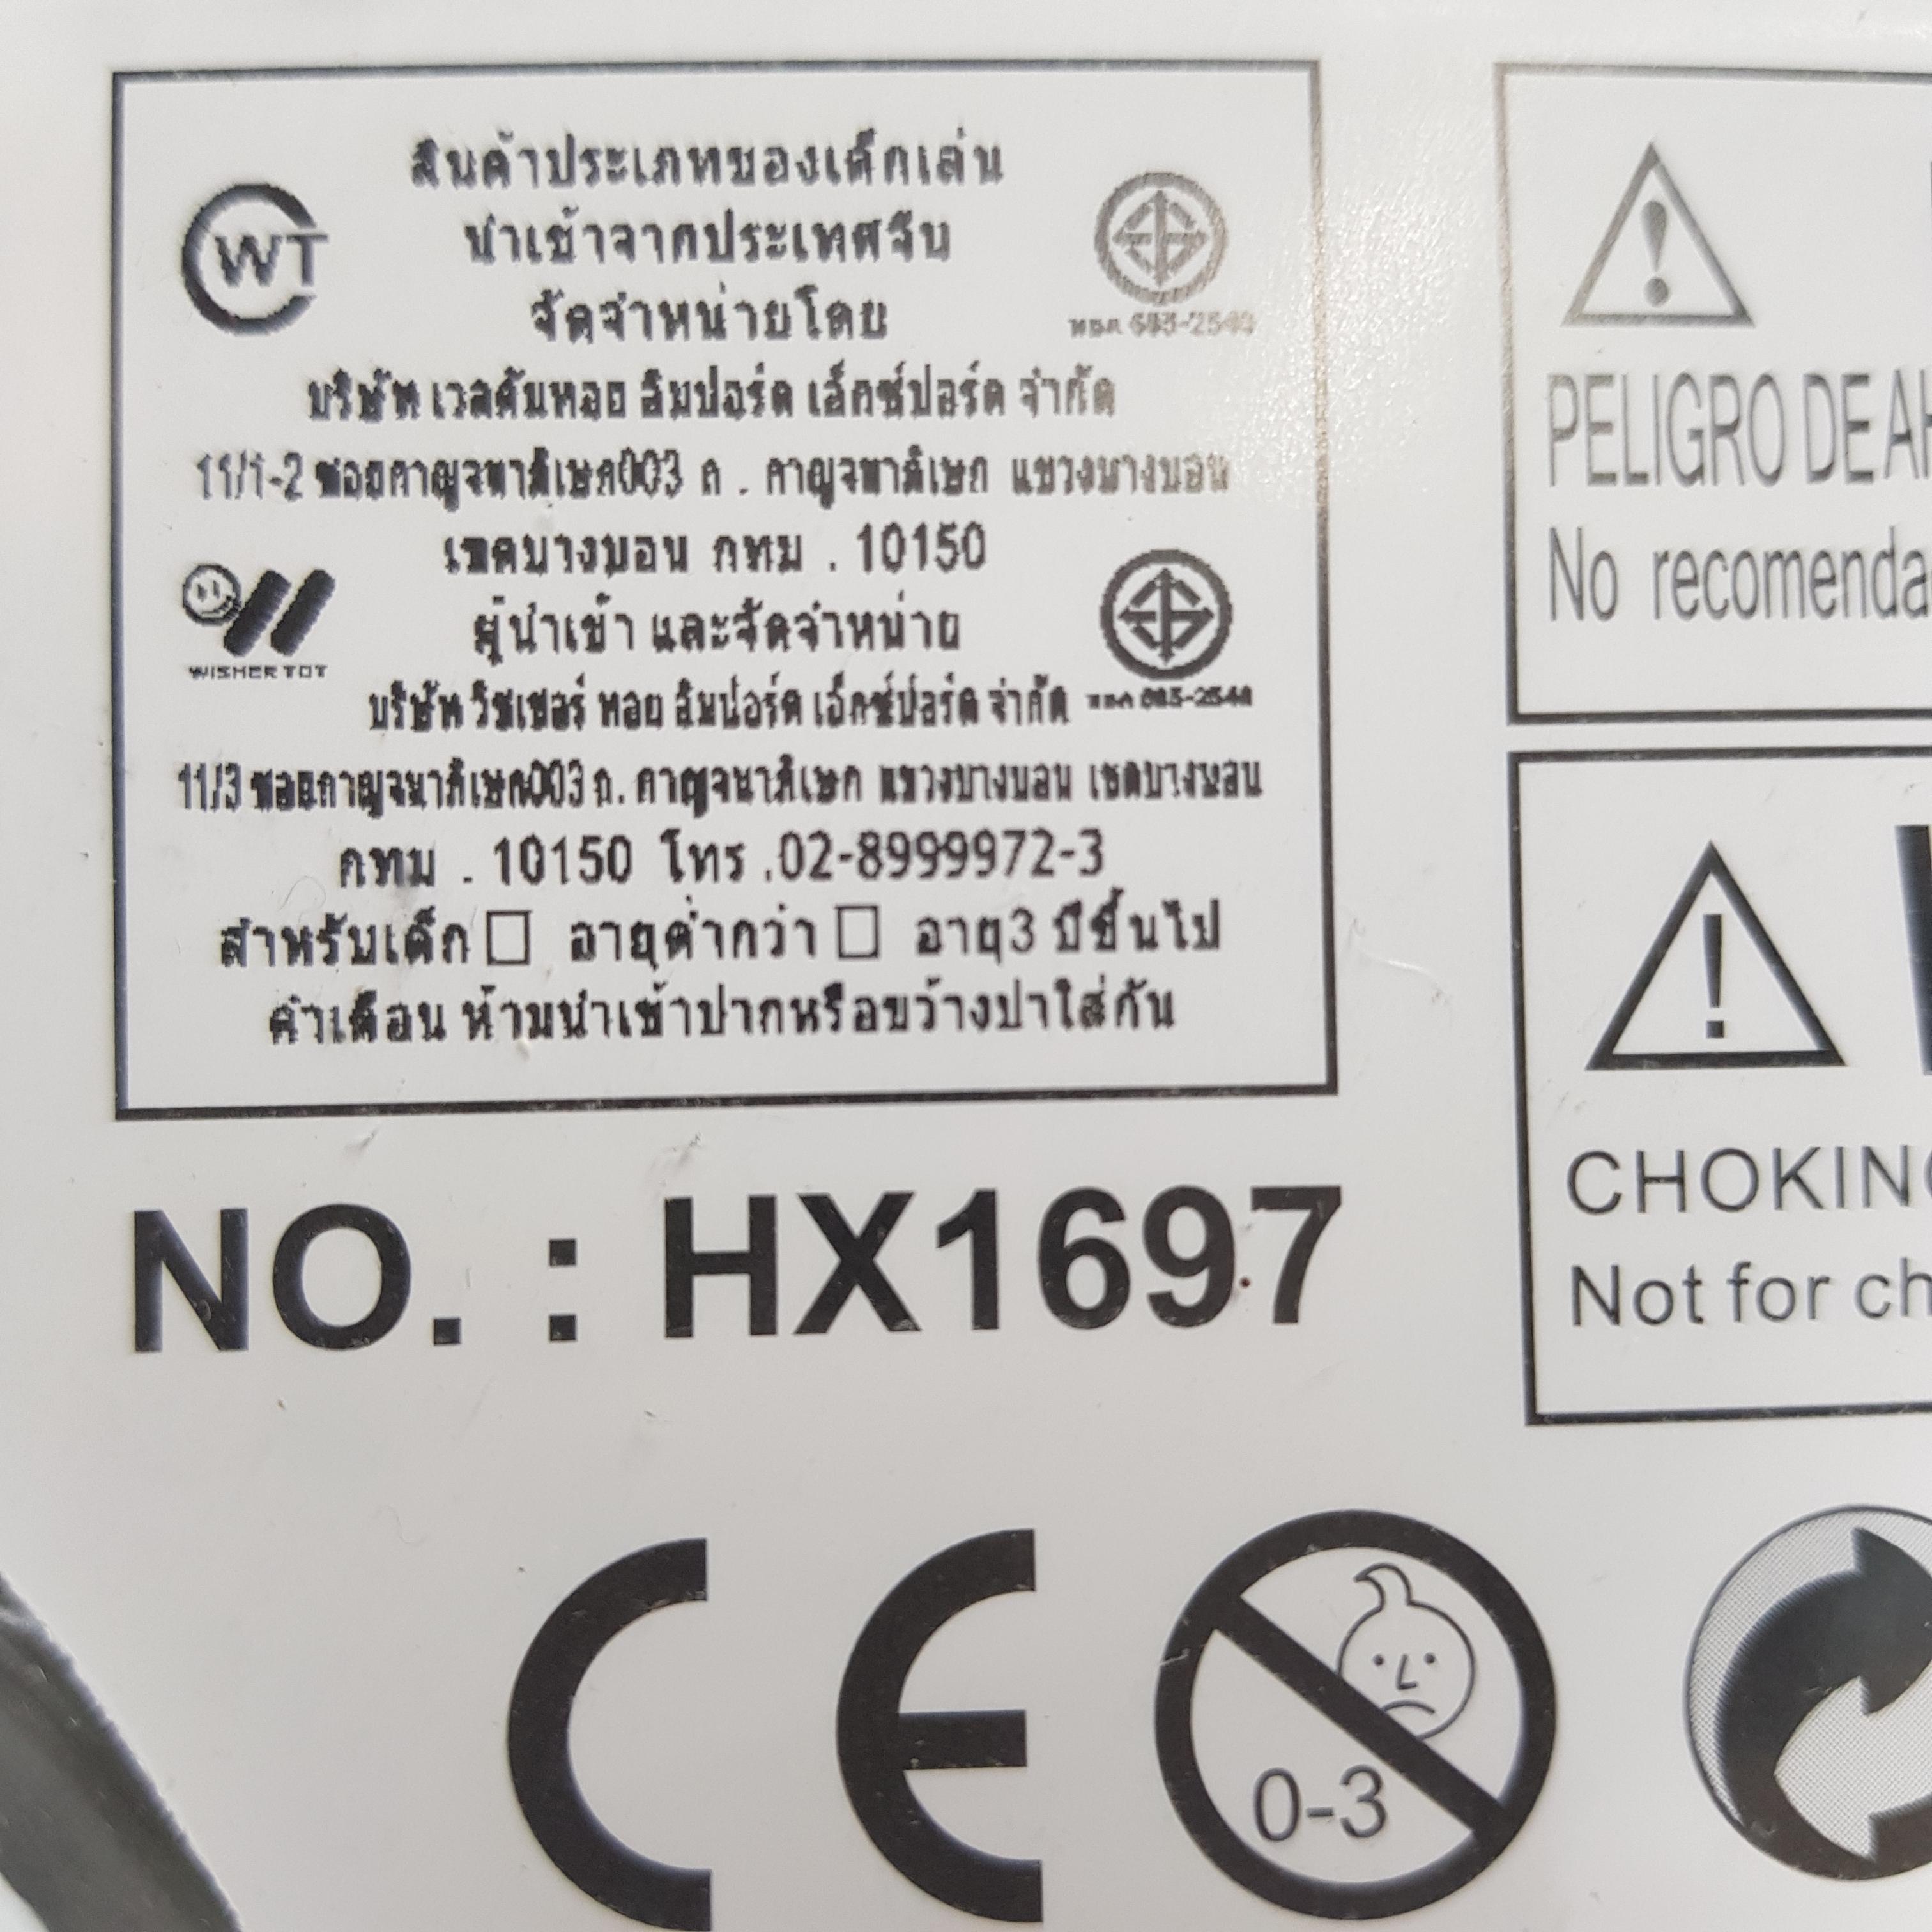 สินค้าประเภทของเด็กเล่น
นำเข้าจากประเทศจีน
จัดจำหน่ายโดย
WT
มอก 685-2540
บริษัท เวลคัมทอย อิมปอร์ต เอ็กซ์ปอร์ต จำกัด
11/1-2 ซอยกาญจนาภิเษก003 ถ . กาญจนาภิเษก แขวงบางบอน
เขตบางบอน กทม . 10150
ผู้นำเข้า และจัดจำหน่าย
WISHER TOY
บริษัท วิชเชอร์ ทอย อิมปอร์ต เอ็กซ์ปอร์ต จำกัด
มอก 685-2540
11/3 ซอยกาญจนาภิเษก003 ถ. กาญจนาภิเษก แขวงบางบอน เขตบางบอน
กทม . 10150 โทร .02-8999972-3
สำหรับเด็ก □ อายุต่ำกว่า □ อายุ3 ปีขึ้นไป
คำเตือน ห้ามนำเข้าปากหรือขว้างปาใส่กัน
NO. : HX1697
CE
0-3
PELIGRO DE AH
No recomenda
CHOKING
Not for ch